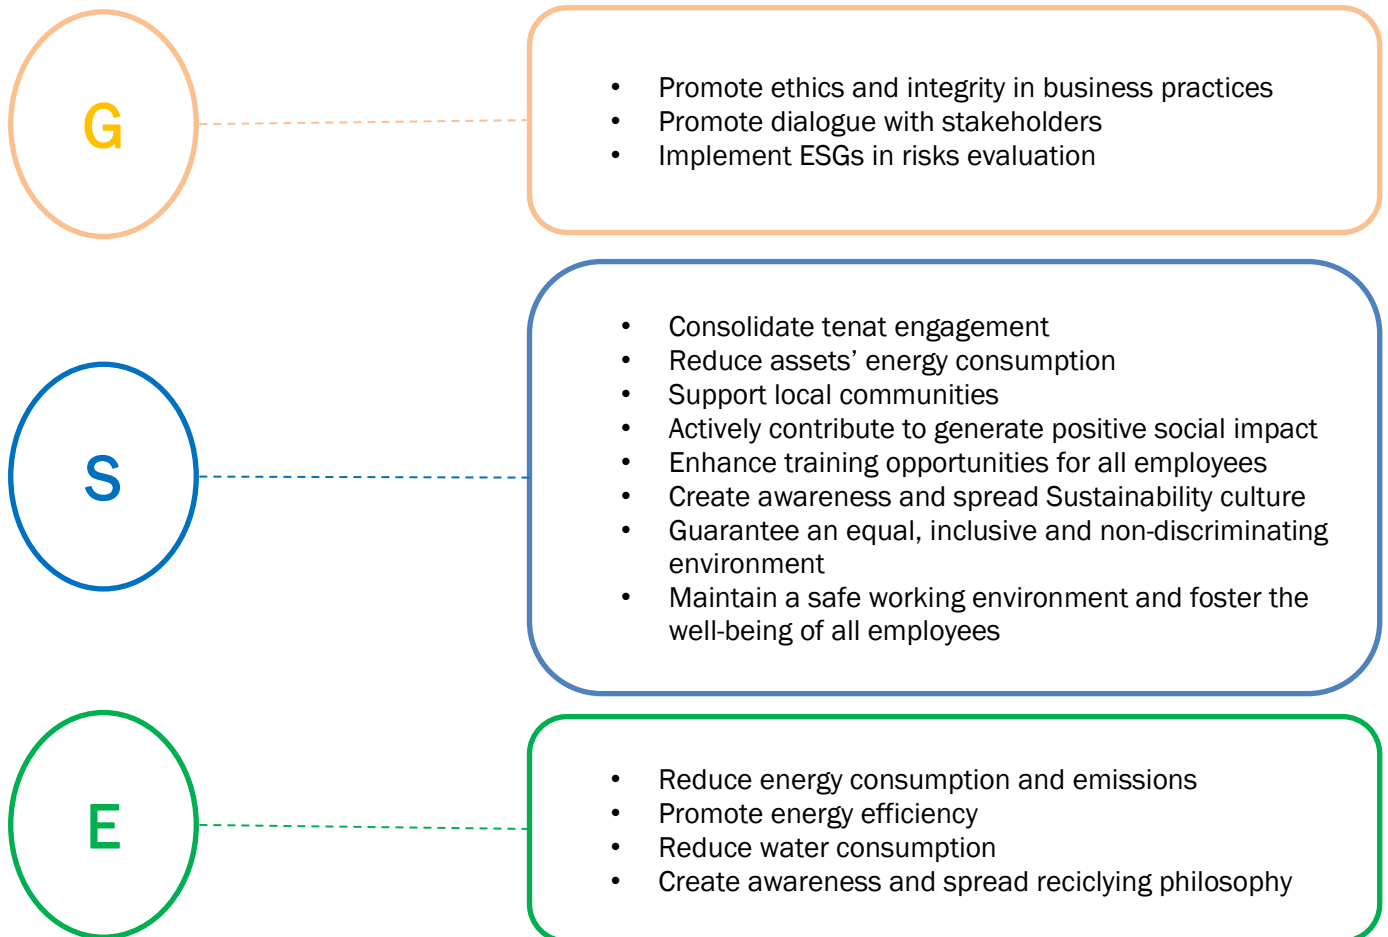 G
• Promote ethics and integrity in business practices
• Promote dialogue with stakeholders
• Implement ESGs in risks evaluation
S
• Consolidate tenat engagement
• Reduce assets’ energy consumption
• Support local communities
• Actively contribute to generate positive social impact
• Enhance training opportunities for all employees
• Create awareness and spread Sustainability culture
• Guarantee an equal, inclusive and non-discriminating
environment
• Maintain a safe working environment and foster the
well-being of all employees
E
• Reduce energy consumption and emissions
• Promote energy efficiency
• Reduce water consumption
• Create awareness and spread reciclying philosophy